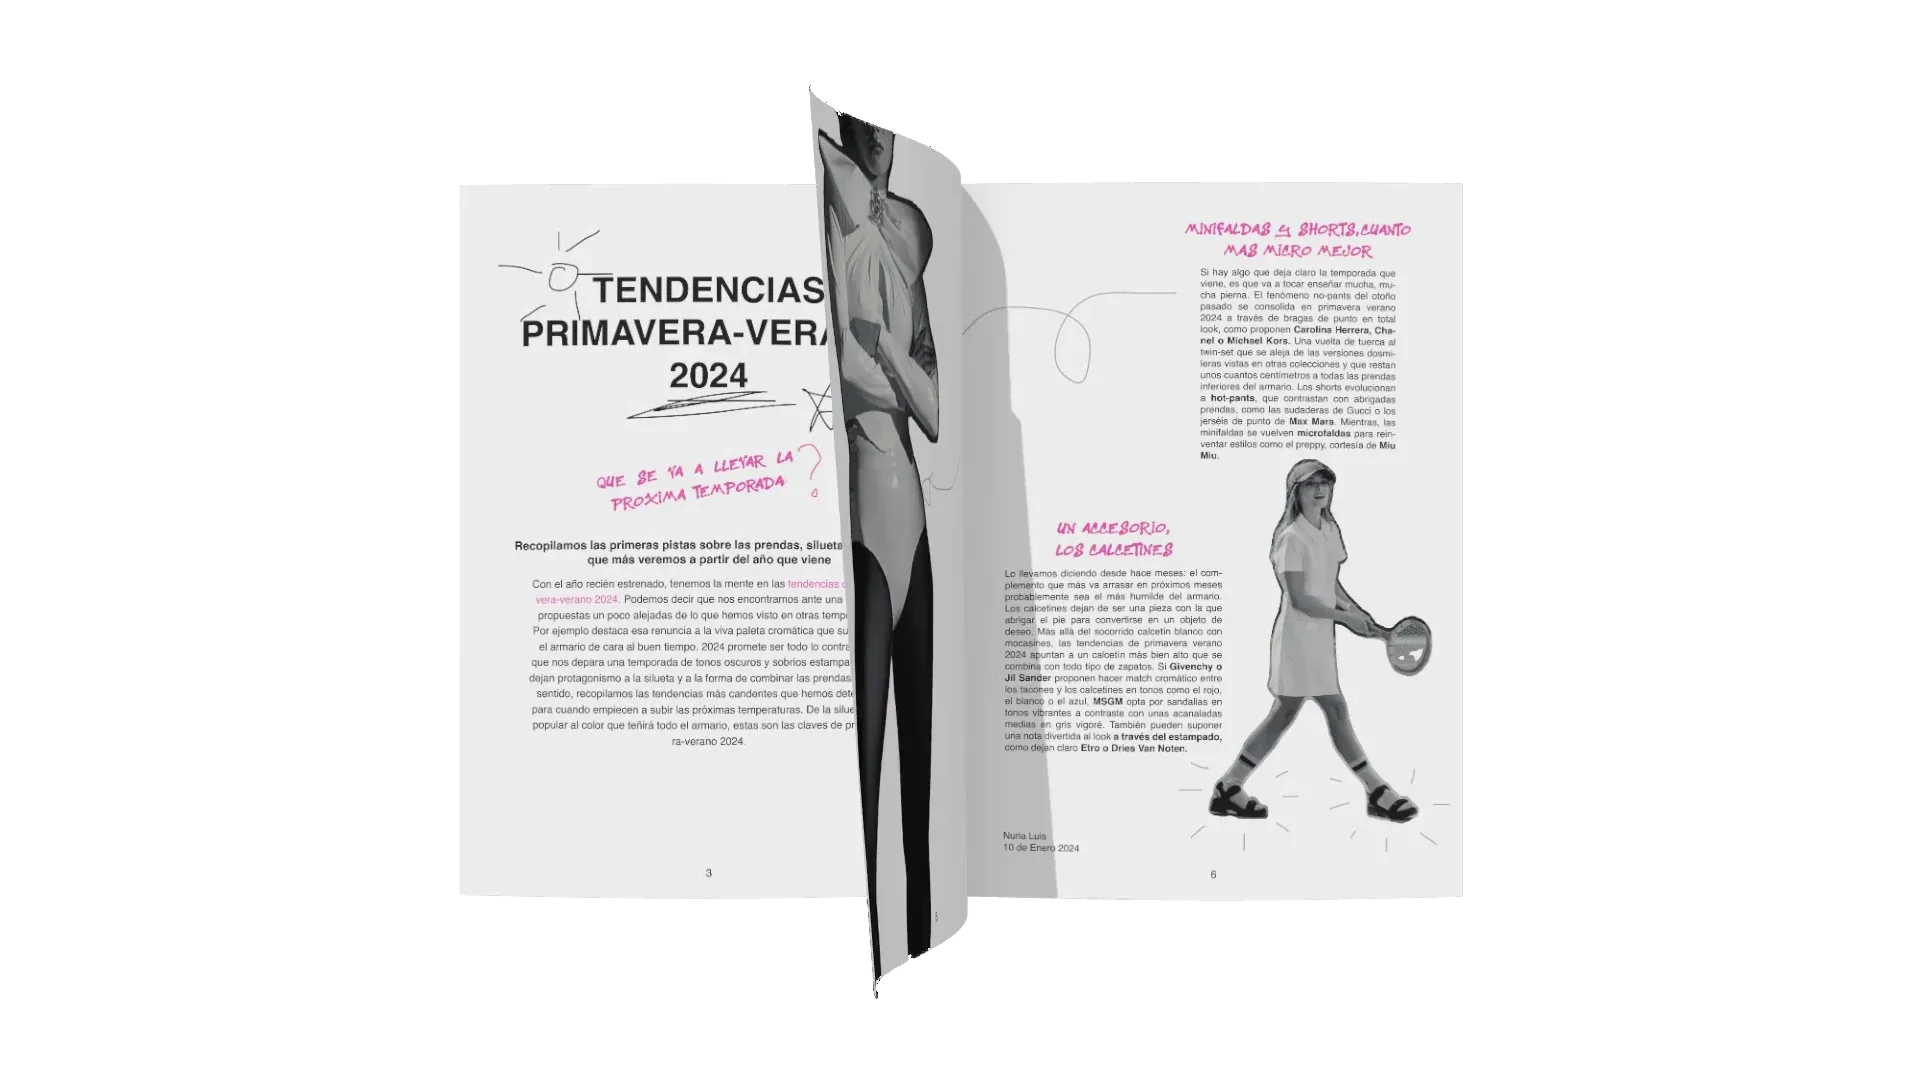 TENDENCIAS
PRIMAVERA-VERA
2024
QUE SE VA A LLEVAR LA
PROXIMA TEMPORADA ?
Recopilamos las primeras pistas sobre las prendas, silueta
que más veremos a partir del año que viene
Con el año recién estrenado, tenemos la mente en las tendencias
vera-verano 2024. Podemos decir que nos encontramos ante una
propuestas un poco alejadas de lo que hemos visto en otras temp
Por ejemplo destaca esa renuncia a la viva paleta cromática que su
el armario de cara al buen tiempo. 2024 promete ser todo lo contra
que nos depara una temporada de tonos oscuros y sobrios estampa
dejan protagonismo a la silueta y a la forma de combinar las prendas
sentido, recopilamos las tendencias más candentes que hemos dete
para cuando empiecen a subir las próximas temperaturas. De la silue
popular al color que teñirá todo el armario, estas son las claves de pr
ra-verano 2024.
3
5
MINIFALDAS y SHORTS,CUANTO
MAS MICRO MEJOR
Si hay algo que deja claro la temporada que
viene, es que va a tocar enseñar mucha, mu-
cha pierna. El fenómeno no-pants del otoño
pasado se consolida en primavera verano
2024 a través de bragas de punto en total
look, como proponen Carolina Herrera, Cha-
nel o Michael Kors. Una vuelta de tuerca al
twin-set que se aleja de las versiones dosmi-
leras vistas en otras colecciones y que restan
unos cuantos centímetros a todas las prendas
inferiores del armario. Los shorts evolucionan
a hot-pants, que contrastan con abrigadas
prendas, como las sudaderas de Gucci o los
jerséis de punto de Max Mara. Mientras, las
minifaldas se vuelven microfaldas para rein-
ventar estilos como el preppy, cortesía de Miu
Miu.
UN ACCESORIO,
LOS CALCETINES
Lo llevamos diciendo desde hace meses: el com-
plemento que más va arrasar en próximos meses
probablemente sea el más humilde del armario.
Los calcetines dejan de ser una pieza con la que
abrigar el pie para convertirse en un objeto de
deseo. Más allá del socorrido calcetín blanco con
mocasines, las tendencias de primavera verano
2024 apuntan a un calcetín más bien alto que se
combina con todo tipo de zapatos. Si Givenchy o
Jil Sander proponen hacer match cromático entre
los tacones y los calcetines en tonos como el rojo,
el blanco o el azul, MSGM opta por sandalias en
tonos vibrantes a contraste con unas acanaladas
medias en gris vigoré. También pueden suponer
una nota divertida al look a través del estampado,
como dejan claro Etro o Dries Van Noten.
Nuria Luis
10 de Enero 2024
6